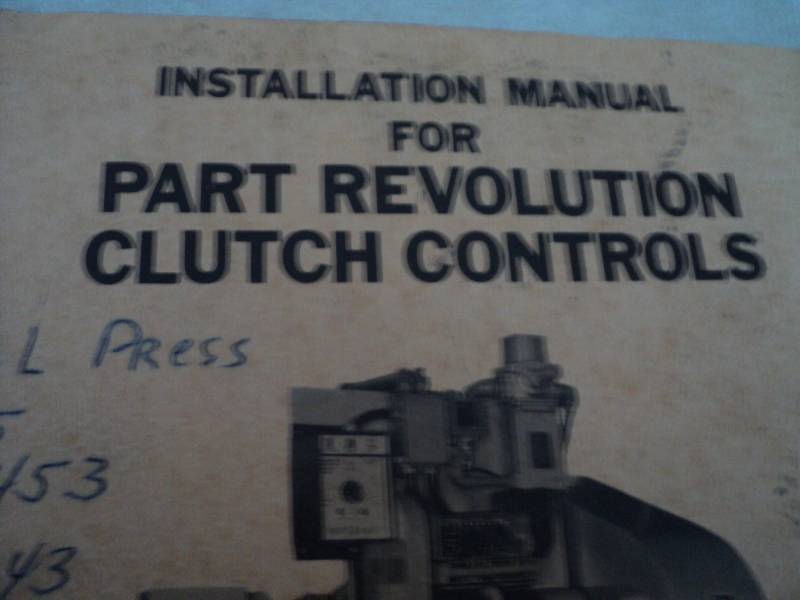 INSTALLATION MANUAL
FOR
PART REVOLUTION
CLUTCH CONTROLS
L Press
453
43